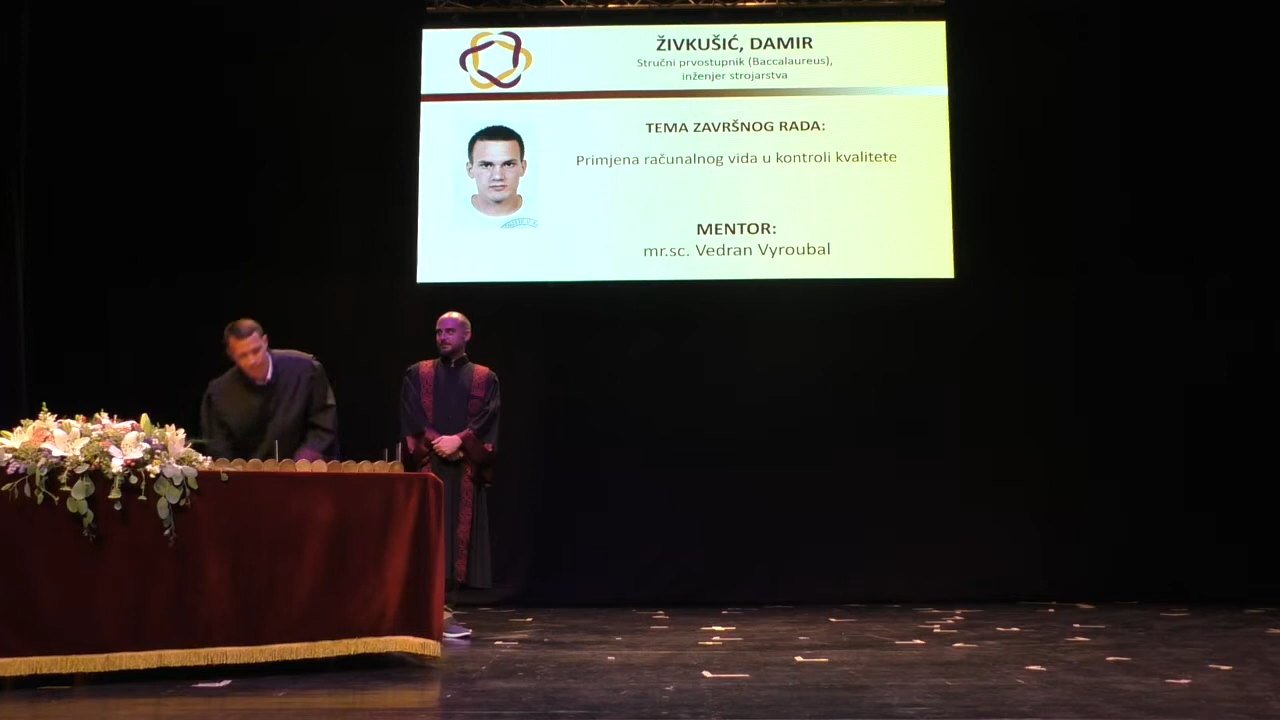 ŽIVKUŠIĆ, DAMIR
Stručni prvostupnik (Baccalaureus),
inženjer strojarstva
TEMA ZAVRŠNOG RADA:
Primjena računalnog vida u kontroli kvalitete
MENTOR:
mr.sc. Vedran Vyroubal